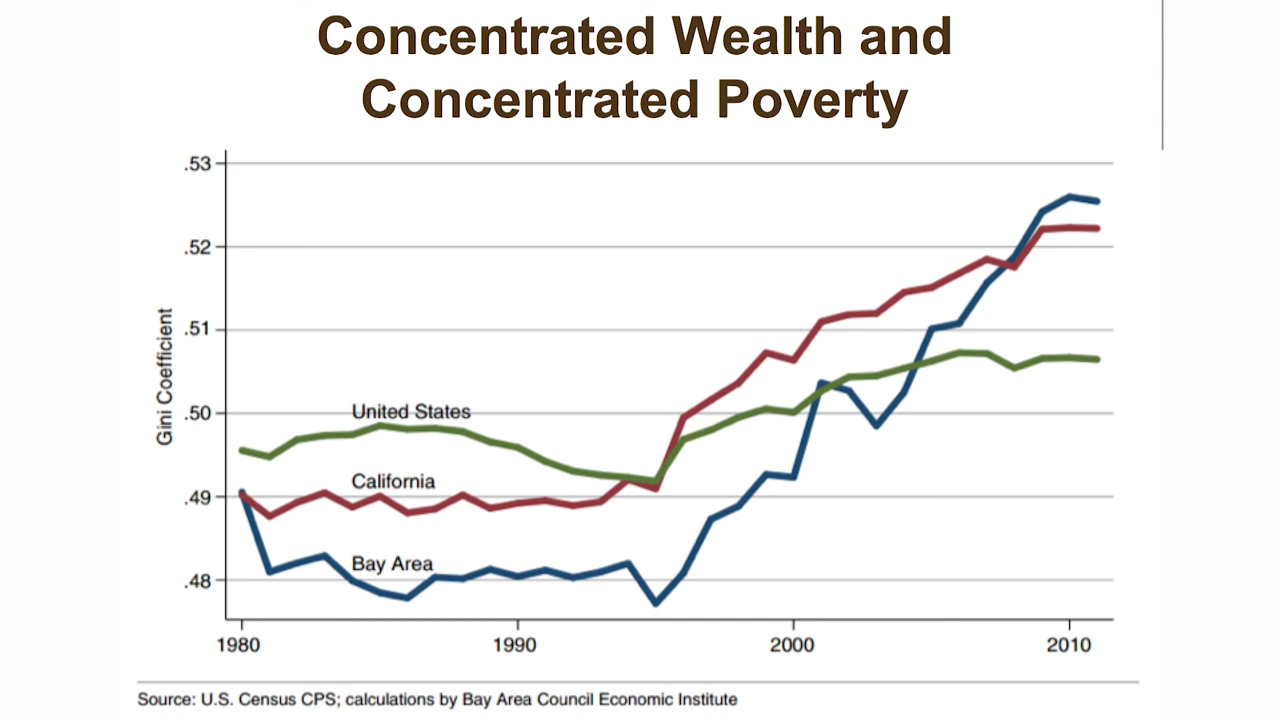 Concentrated Wealth and
Concentrated Poverty
.53
.52
.51
.50
.49
.48
Gini Coefficient
United States
California
Bay Area
1980
1990
2000
2010
Source: U.S. Census CPS; calculations by Bay Area Council Economic Institute